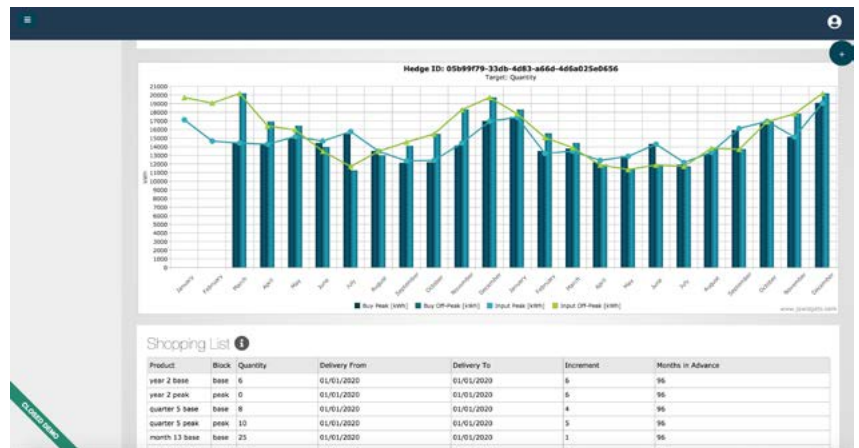 Hedge ID: 05b99f79-33db-4d83-a66d-4d6a025e0656
Target: Quantity
21000
20000
19000
18000
17000
16000
15000
14000
13000
12000
11000
10000
9000
8000
7000
6000
5000
4000
3000
2000
1000
0
kWh
January February March April May June July August September October November December January February March April May June July August September October November December
Buy Peak [kWh] Buy Off-Peak [kWh] Input Peak [kWh] Input Off-Peak [kWh]
Shopping List i
Product Block Quantity Delivery From Delivery To Increment Months in Advance
year 2 base base 6 01/01/2020 01/01/2020 6 96
year 2 peak peak 0 01/01/2020 01/01/2020 6 96
quarter 5 base base 8 01/01/2020 01/01/2020 4 96
quarter 5 peak peak 10 01/01/2020 01/01/2020 5 96
month 13 base base 25 01/01/2020 01/01/2020 1 96
CLOSED DEMO